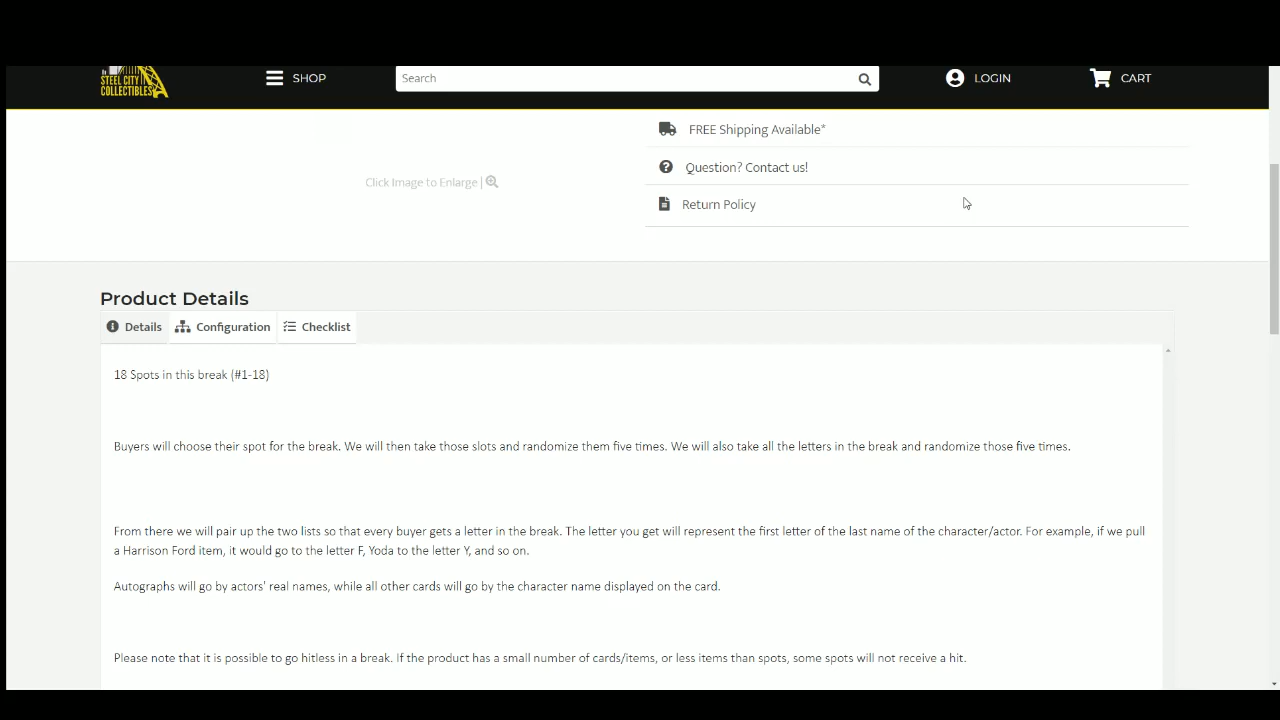 STEEL CITY
COLLECTIBLES
SHOP
Search
LOGIN
CART
FREE Shipping Available*
Question? Contact us!
Return Policy
Click Image to Enlarge |
Product Details
Details
Configuration
Checklist
18 Spots in this break (#1-18)
Buyers will choose their spot for the break. We will then take those slots and randomize them five times. We will also take all the letters in the break and randomize those five times.
From there we will pair up the two lists so that every buyer gets a letter in the break. The letter you get will represent the first letter of the last name of the character/actor. For example, if we pull
a Harrison Ford item, it would go to the letter F, Yoda to the letter Y, and so on.
Autographs will go by actors' real names, while all other cards will go by the character name displayed on the card.
Please note that it is possible to go hitless in a break. If the product has a small number of cards/items, or less items than spots, some spots will not receive a hit.